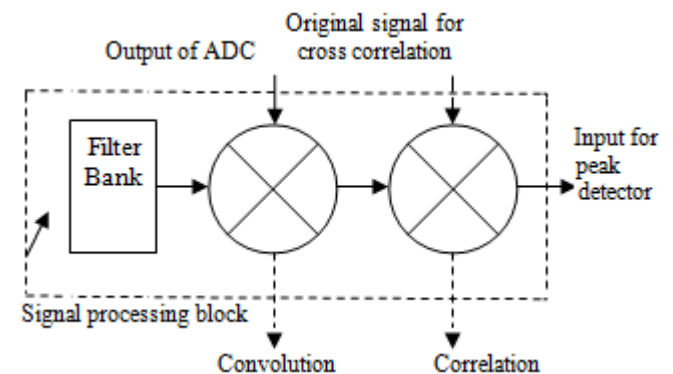 Output of ADC
Original signal for
cross correlation
Filter
Bank
Input for
peak
detector
Signal processing block
Convolution
Correlation